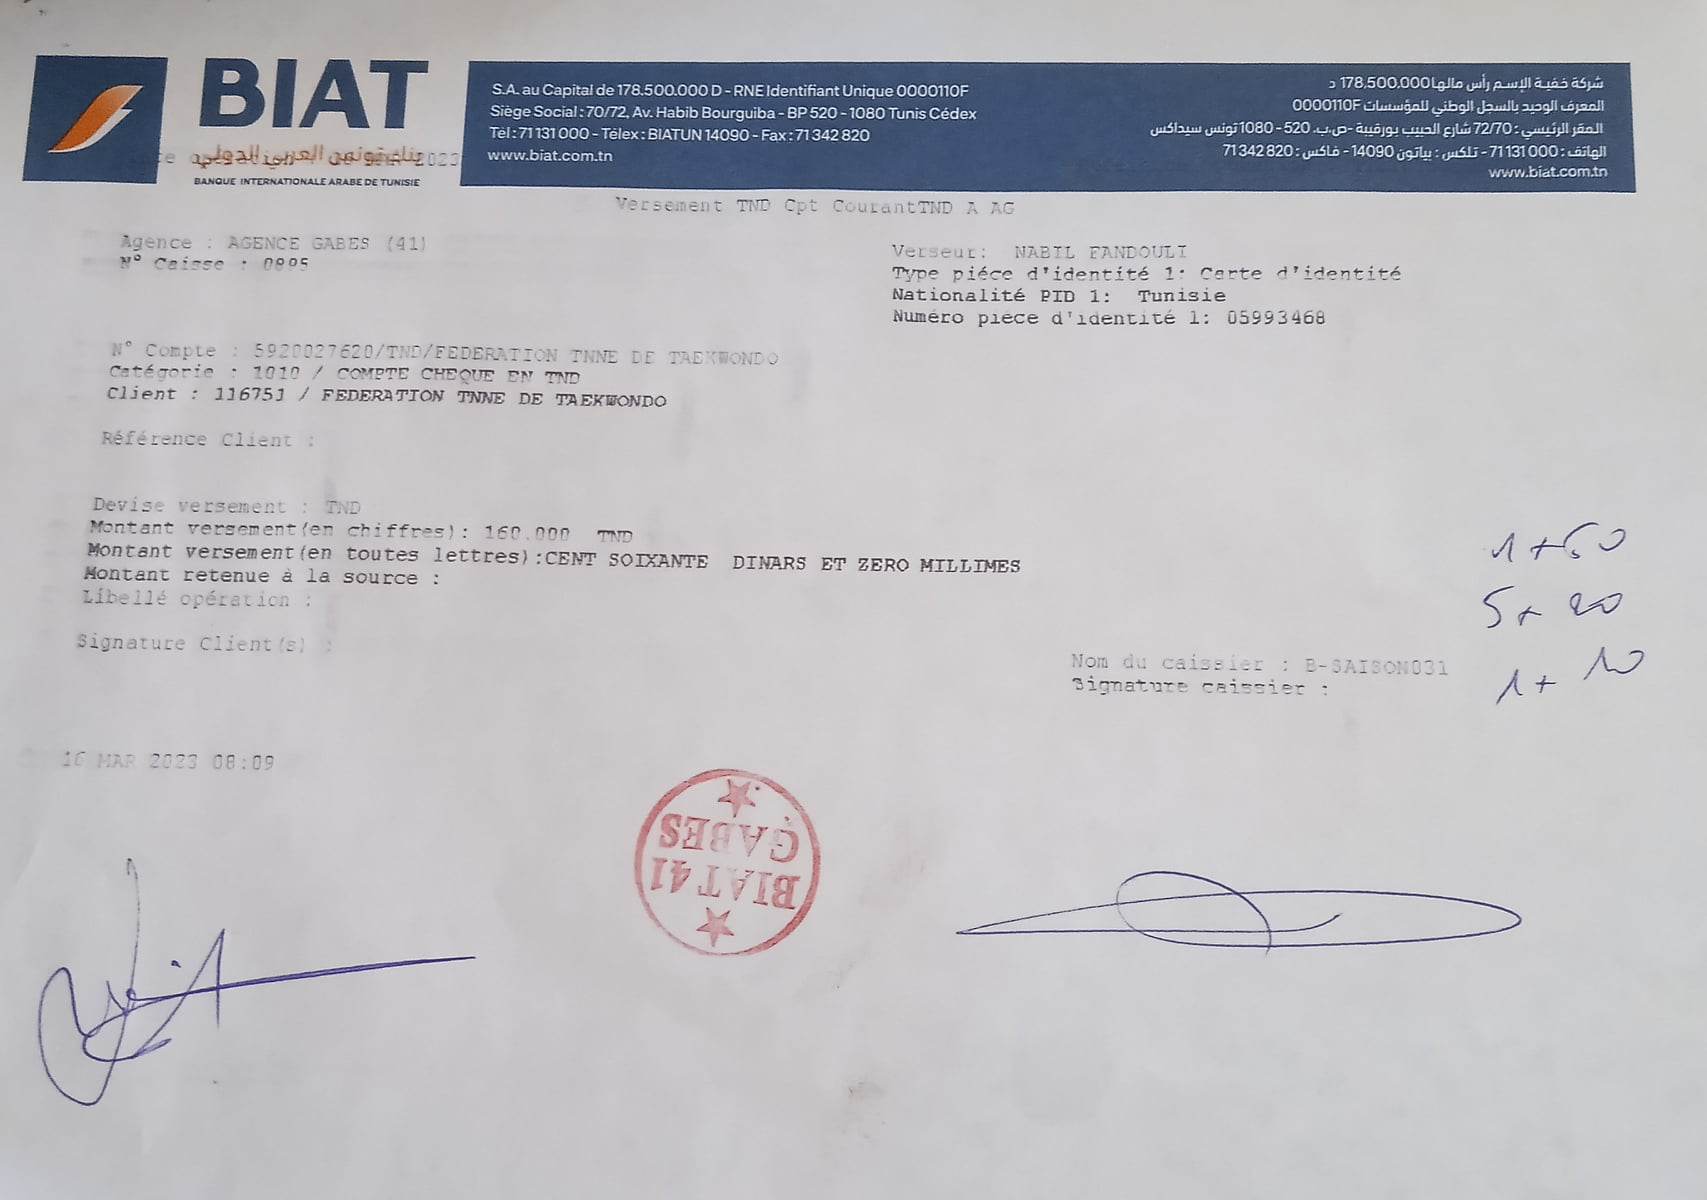 BIAT
بنك تونس العربي الدولي
BANQUE INTERNATIONALE ARABE DE TUNISIE
S.A. au Capital de 178.500.000 D - RNE Identifiant Unique 0000110F
Siège Social : 70/72, Av. Habib Bourguiba - BP 520 - 1080 Tunis Cédex
Tél : 71 131 000 - Télex : BIATUN 14090 - Fax : 71 342 820
www.biat.com.tn
شركة خفية الإسم رأس مالها 178.500.000 د
المعرف الوحيد بالسجل الوطني للمؤسسات 0000110F
المقر الرئيسي : 72/70 شارع الحبيب بورقيبة -ص.ب. 520 - 1080 تونس سيداكس
الهاتف : 71131 000 - تلكس : بياتون 14090 - فاكس : 71 342 820
www.biat.com.tn
2023
Versement TND Cpt CourantTND A AG
Agence : AGENCE GABES (41)
N° Caisse : 0895
Verseur: NABIL FANDOULI
Type piéce d'identité 1: Carte d'identité
Nationalité PID 1: Tunisie
Numéro piéce d'identité 1: 05993468
N° Compte : 5920027620/TND/FEDERATION TNNE DE TAEKWONDO
Catégorie : 1010 / COMPTE CHEQUE EN TND
Client : 116751 / FEDERATION TNNE DE TAEKWONDO
Référence Client :
Devise versement : TND
Montant versement(en chiffres): 160.000 TND
Montant versement(en toutes lettres):CENT SOIXANTE DINARS ET ZERO MILLIMES
Montant retenue à la source :
Libellé opération :
Signature Client(s) :
1 + 50
5 + 20
1 + 10
Nom du caissier : B-SAISON031
Signature caissier :
16 MAR 2023 08:09
BIAT 41
GABES